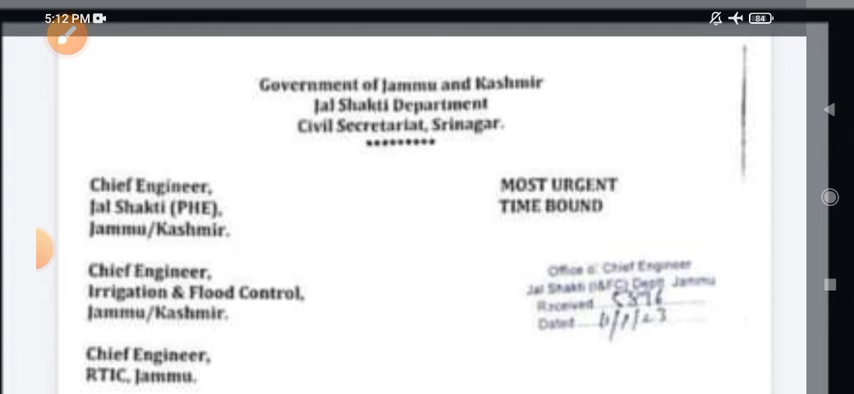 5:12 PM
84
Government of Jammu and Kashmir
Jal Shakti Department
Civil Secretariat, Srinagar.
*********
Chief Engineer,
Jal Shakti (PHE),
Jammu/Kashmir.
MOST URGENT
TIME BOUND
Chief Engineer,
Irrigation & Flood Control,
Jammu/Kashmir.
Office o. Chief Engineer
Jal Shakti (I&FC) Deptt. Jammu
Received
Dated
Chief Engineer,
RTIC, Jammu.